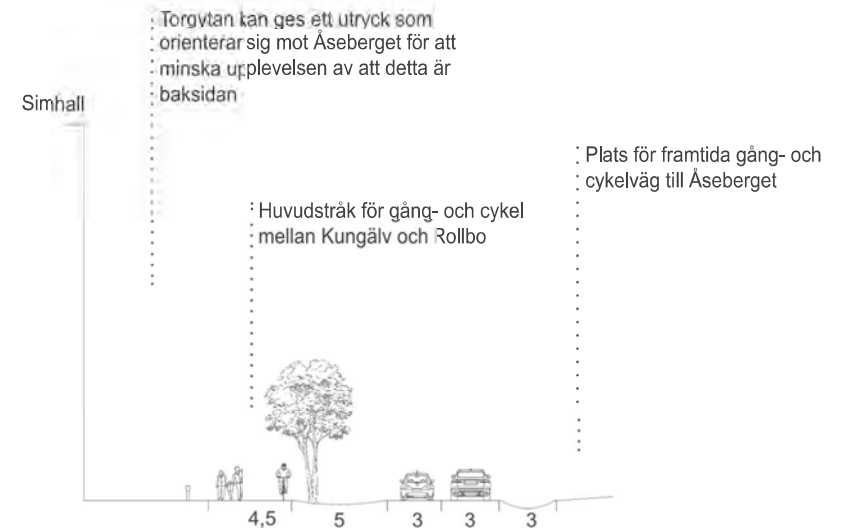 Torgytan kan ges ett utryck som
orienterar sig mot Åseberget för att
minska upplevelsen av att detta är
baksidan
Simhall
Plats för framtida gång- och
cykelväg till Åseberget
Huvudstråk för gång- och cykel
mellan Kungälv och Rollbo
4,5 5 3 3 3